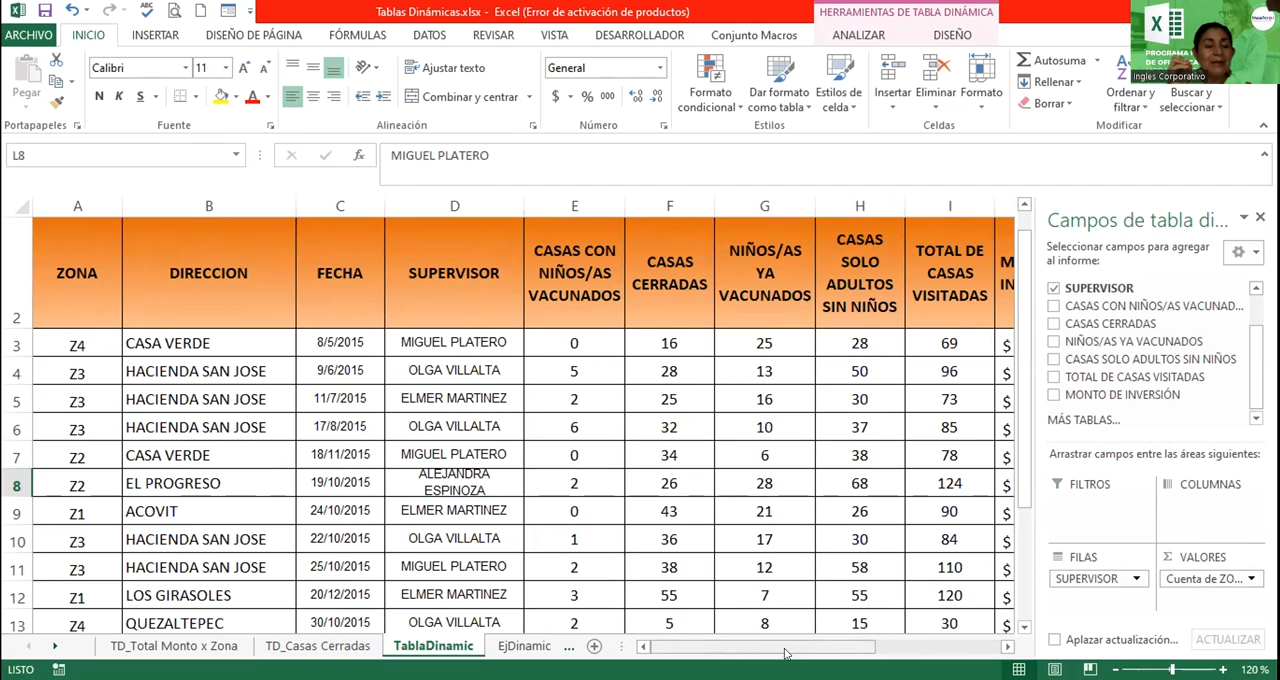 Tablas Dinámicas.xlsx - Excel (Error de activación de productos)
HERRAMIENTAS DE TABLA DINÁMICA
ARCHIVO INICIO INSERTAR DISEÑO DE PÁGINA FÓRMULAS DATOS REVISAR VISTA DESARROLLADOR Conjunto Macros ANALIZAR DISEÑO
Ingles Corporativo
Pegar
Calibri 11
N K S
Ajustar texto
Combinar y centrar
General
$ % 000
Formato condicional
Dar formato como tabla
Estilos de celda
Insertar Eliminar Formato
Autosuma
Rellenar
Borrar
Ordenar y filtrar
Buscar y seleccionar
Portapapeles Fuente Alineación Número Estilos Celdas Modificar
L8 fx MIGUEL PLATERO
A B C D E F G H I
2 ZONA DIRECCION FECHA SUPERVISOR CASAS CON NIÑOS/AS VACUNADOS CASAS CERRADAS NIÑOS/AS YA VACUNADOS CASAS SOLO ADULTOS SIN NIÑOS TOTAL DE CASAS VISITADAS
3 Z4 CASA VERDE 8/5/2015 MIGUEL PLATERO 0 16 25 28 69 $
4 Z3 HACIENDA SAN JOSE 9/6/2015 OLGA VILLALTA 5 28 13 50 96 $
5 Z3 HACIENDA SAN JOSE 11/7/2015 ELMER MARTINEZ 2 25 16 30 73 $
6 Z3 HACIENDA SAN JOSE 17/8/2015 OLGA VILLALTA 6 32 10 37 85 $
7 Z2 CASA VERDE 18/11/2015 MIGUEL PLATERO 0 34 6 38 78 $
8 Z2 EL PROGRESO 19/10/2015 ALEJANDRA ESPINOZA 2 26 28 68 124 $
9 Z1 ACOVIT 24/10/2015 ELMER MARTINEZ 0 43 21 26 90 $
10 Z3 HACIENDA SAN JOSE 22/10/2015 OLGA VILLALTA 1 36 17 30 84 $
11 Z3 HACIENDA SAN JOSE 25/10/2015 MIGUEL PLATERO 2 38 12 58 110 $
12 Z1 LOS GIRASOLES 20/12/2015 ELMER MARTINEZ 3 55 7 55 120 $
13 Z4 QUEZALTEPEC 30/10/2015 OLGA VILLALTA 2 5 8 15 30 $
Campos de tabla di...
Seleccionar campos para agregar al informe:
SUPERVISOR
CASAS CON NIÑOS/AS VACUNAD...
CASAS CERRADAS
NIÑOS/AS YA VACUNADOS
CASAS SOLO ADULTOS SIN NIÑOS
TOTAL DE CASAS VISITADAS
MONTO DE INVERSIÓN
MÁS TABLAS...
Arrastrar campos entre las áreas siguientes:
FILTROS COLUMNAS
FILAS Σ VALORES
SUPERVISOR Cuenta de ZO...
Aplazar actualización... ACTUALIZAR
TD_Total Monto x Zona TD_Casas Cerradas TablaDinamic EjDinamic ...
LISTO 120 %